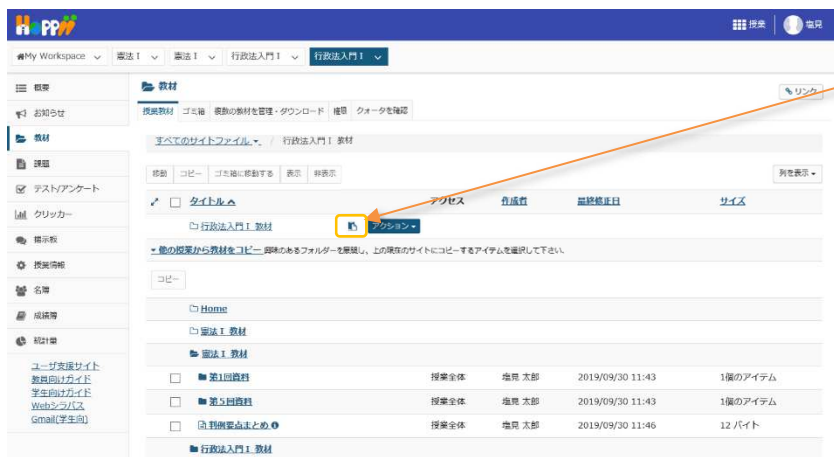 HOPPII 授業 塩見
My Workspace 憲法Ⅰ 憲法Ⅰ 行政法入門Ⅰ 行政法入門Ⅰ
概要
お知らせ
教材
課題
テスト/アンケート
クリッカー
掲示板
授業情報
名簿
成績簿
統計量
ユーザ支援サイト
教員向けガイド
学生向けガイド
Webシラバス
Gmail(学生向)
教材
リンク
授業教材 ゴミ箱 複数の教材を管理・ダウンロード 権限 クォータを確認
すべてのサイトファイル / 行政法入門Ⅰ 教材
移動 コピー ゴミ箱に移動する 表示 非表示 列を表示
タイトル アクセス 作成者 最終修正日 サイズ
行政法入門Ⅰ 教材 アクション
他の授業から教材をコピー 興味のあるフォルダーを展開し、上の現在のサイトにコピーするアイテムを選択して下さい。
コピー
Home
憲法Ⅰ 教材
憲法Ⅰ 教材
第1回資料 授業全体 塩見 太郎 2019/09/30 11:43 1個のアイテム
第5回資料 授業全体 塩見 太郎 2019/09/30 11:43 1個のアイテム
判例要点まとめ 授業全体 塩見 太郎 2019/09/30 11:46 12 バイト
行政法入門Ⅰ 教材